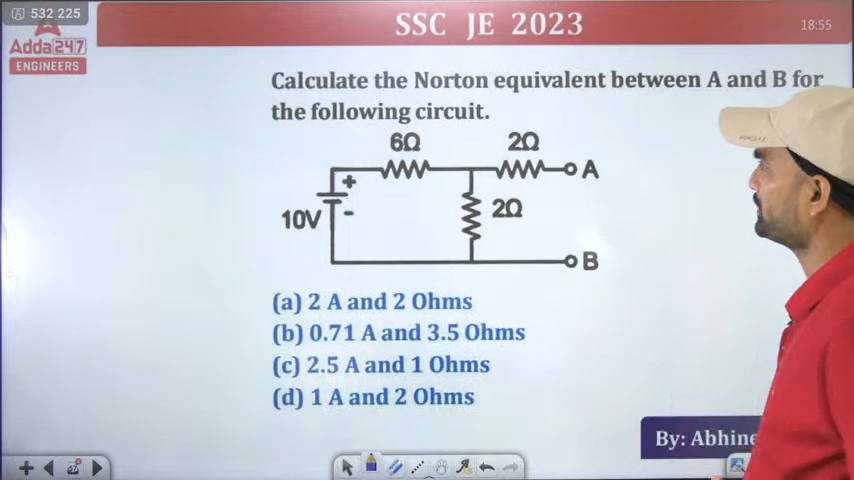 532 225
SSC JE 2023
18:55
Adda247
ENGINEERS
Calculate the Norton equivalent between A and B for
the following circuit.
6Ω
2Ω
A
+
10V
-
2Ω
B
(a) 2 A and 2 Ohms
(b) 0.71 A and 3.5 Ohms
(c) 2.5 A and 1 Ohms
(d) 1 A and 2 Ohms
By: Abhine